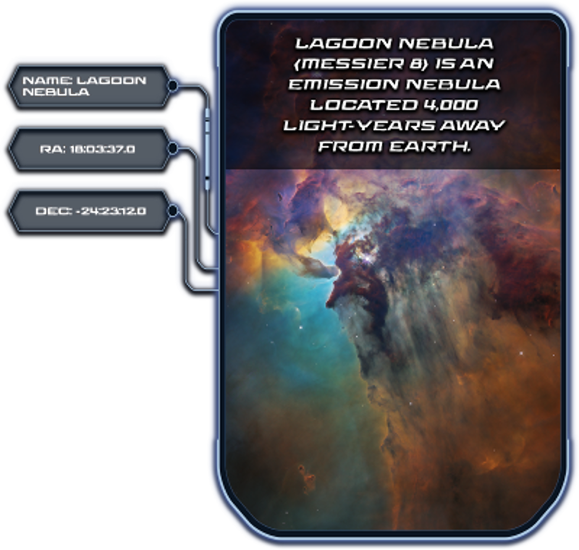 NAME: LAGOON
NEBULA
RA: 18:03:37.0
DEC: -24:23:12.0
LAGOON NEBULA
(MESSIER 8) IS AN
EMISSION NEBULA
LOCATED 4,000
LIGHT-YEARS AWAY
FROM EARTH.